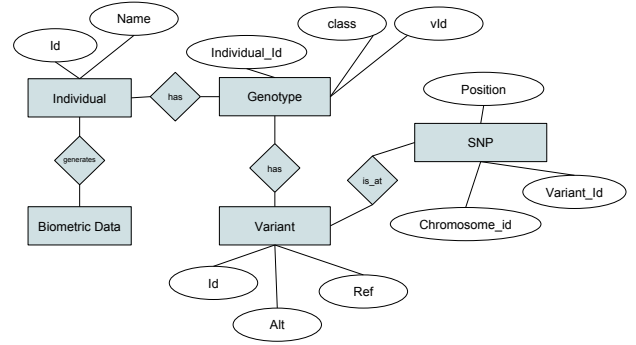 Name
class
vId
Id
Individual_Id
Individual
has
Genotype
Position
SNP
generates
has
is_at
Variant_Id
Biometric Data
Variant
Chromosome_id
Id
Ref
Alt